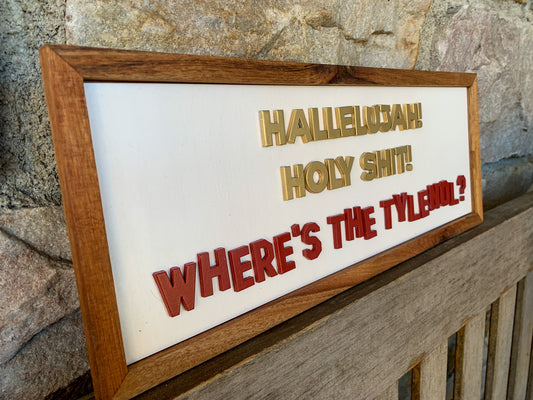 HALLELUJAH!
HOLY SHIT!
WHERE'S THE TYLENOL?